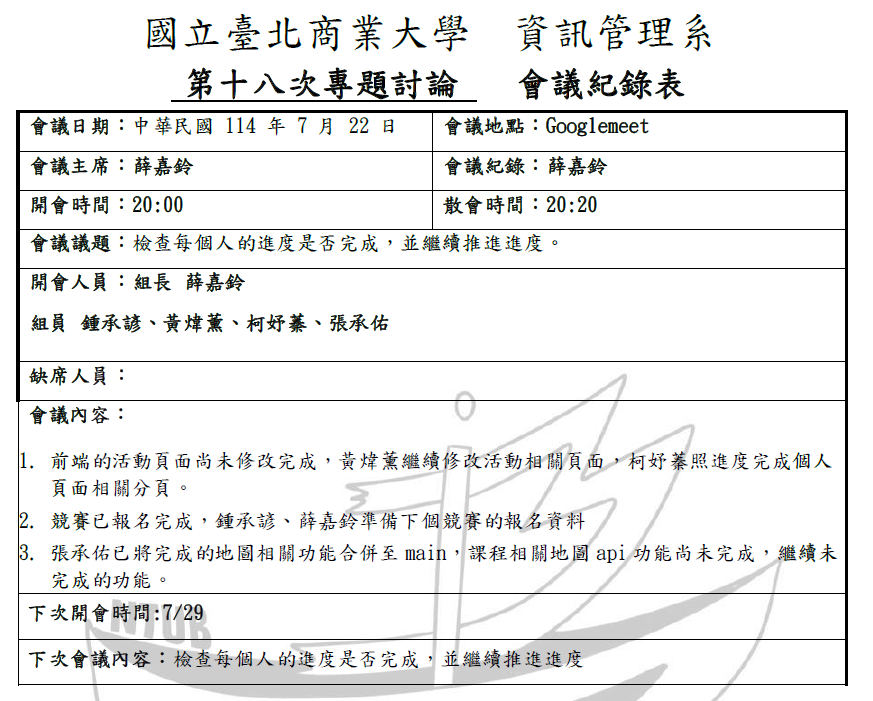 國立臺北商業大學 資訊管理系
第十八次專題討論 會議紀錄表
會議日期：中華民國 114 年 7 月 22 日
會議地點：Googlemeet
會議主席：薛嘉鈴
會議紀錄：薛嘉鈴
開會時間：20:00
散會時間：20:20
會議議題：檢查每個人的進度是否完成，並繼續推進進度。
開會人員：組長 薛嘉鈴
組員 鍾承諺、黃煒薰、柯妤蓁、張承佑
缺席人員：
會議內容：
1. 前端的活動頁面尚未修改完成，黃煒薰繼續修改活動相關頁面，柯妤蓁照進度完成個人
頁面相關分頁。
2. 競賽已報名完成，鍾承諺、薛嘉鈴準備下個競賽的報名資料
3. 張承佑已將完成的地圖相關功能合併至 main，課程相關地圖 api 功能尚未完成，繼續未
完成的功能。
下次開會時間:7/29
NTUB
下次會議內容：檢查每個人的進度是否完成，並繼續推進進度